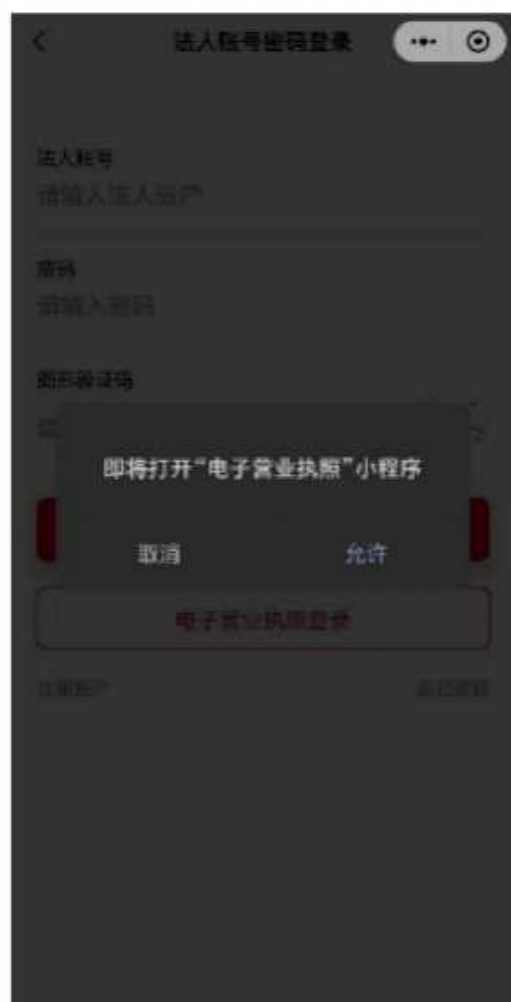 法人账号密码登录
法人账号
请输入法人账户
密码
请输入密码
图形验证码
即将打开“电子营业执照”小程序
取消
允许
电子营业执照登录
注册账户
忘记密码